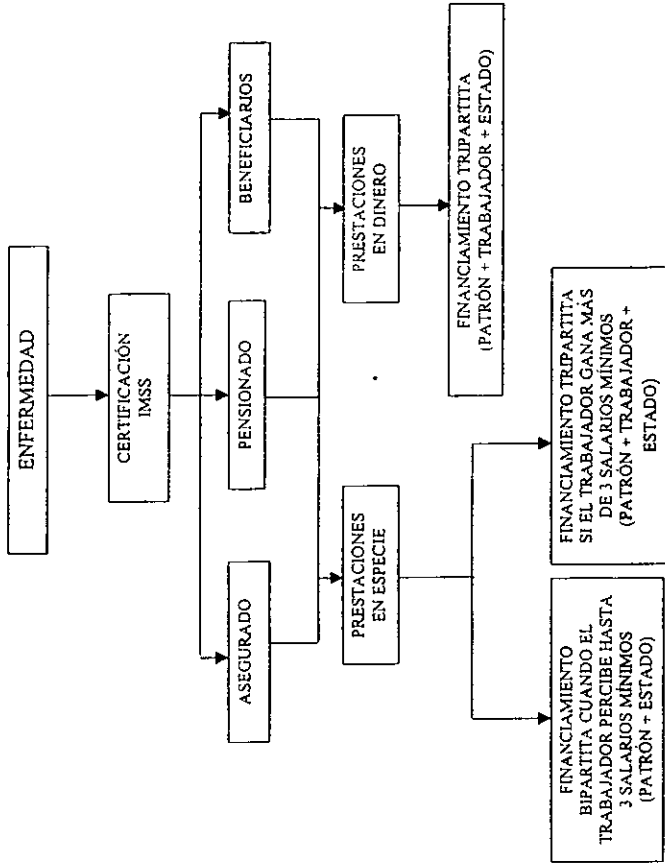 ENFERMEDAD
CERTIFICACIÓN
IMSS
ASEGURADO
PENSIONADO
BENEFICIARIOS
PRESTACIONES
EN ESPECIE
PRESTACIONES
EN DINERO
FINANCIAMIENTO
BIPARTITA CUANDO EL
TRABAJADOR PERCIBE HASTA
3 SALARIOS MÍNIMOS
(PATRÓN + ESTADO)
FINANCIAMIENTO TRIPARTITA
SI EL TRABAJADOR GANA MÁS
DE 3 SALARIOS MÍNIMOS
(PATRÓN + TRABAJADOR +
ESTADO)
FINANCIAMIENTO TRIPARTITA
(PATRÓN + TRABAJADOR + ESTADO)